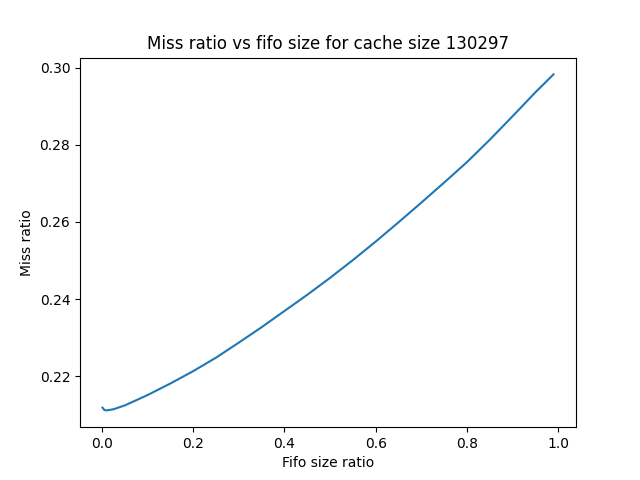 Miss ratio vs fifo size for cache size 130297
0.30
0.28
0.26
0.24
0.22
Miss ratio
0.0 0.2 0.4 0.6 0.8 1.0
Fifo size ratio